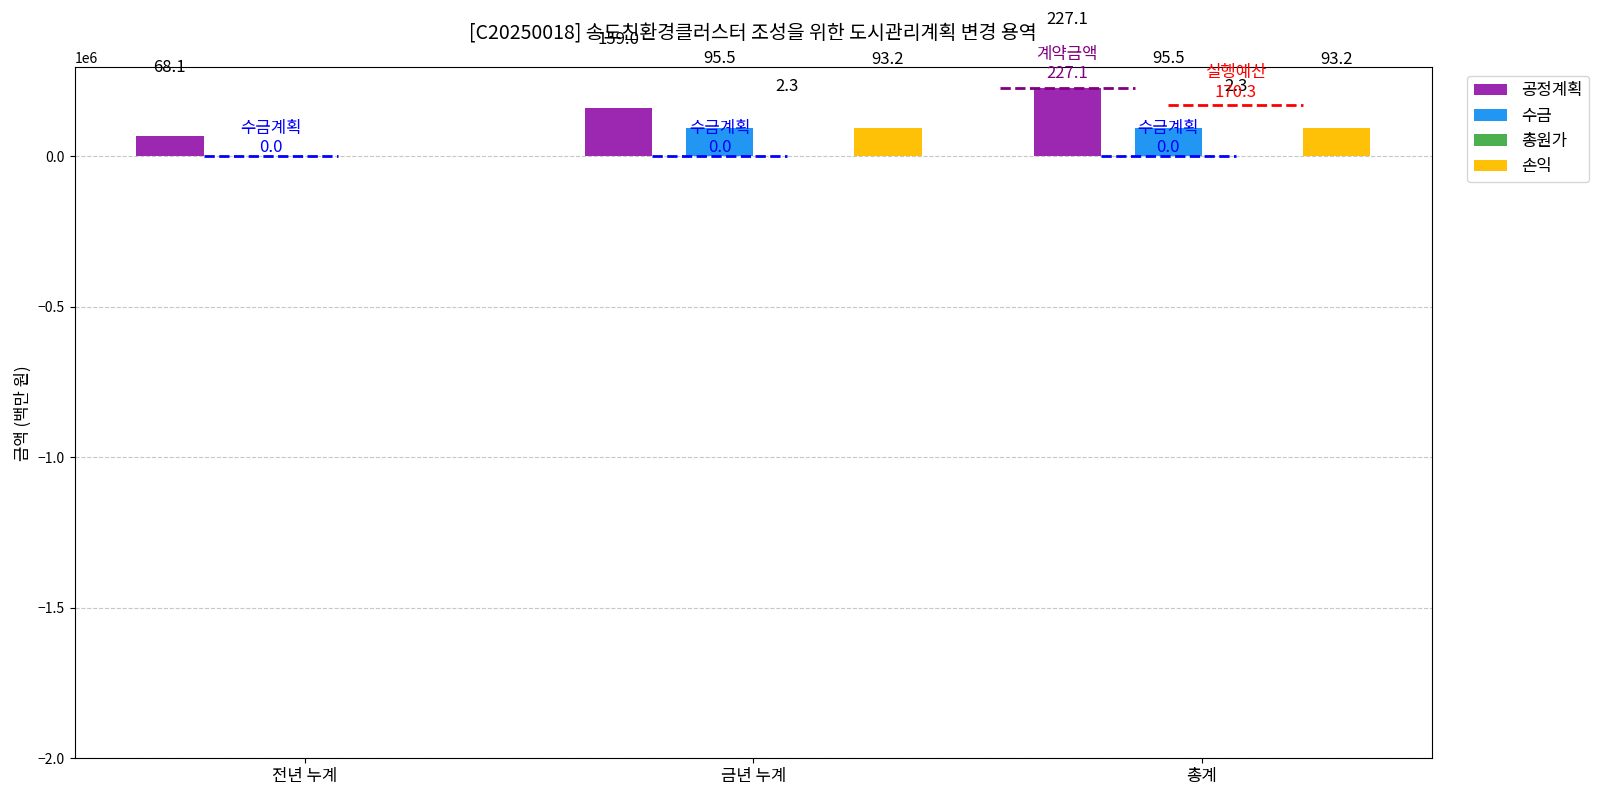 [C20250018] 송도친환경클러스터 조성을 위한 도시관리계획 변경 용역
1e6
68.1
159.0
95.5
2.3
93.2
227.1
계약금액
227.1
95.5
실행예산
170.3
2.3
93.2
수금계획
0.0
수금계획
0.0
수금계획
0.0
공정계획
수금
총원가
손익
금액 (백만 원)
0.0
−0.5
−1.0
−1.5
−2.0
전년 누계
금년 누계
총계